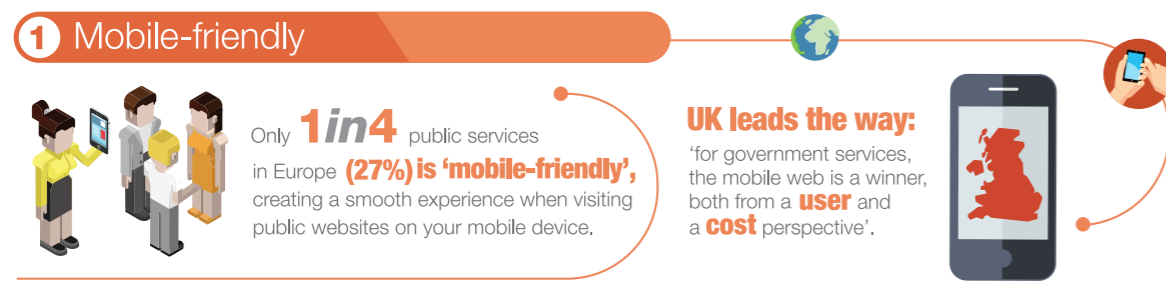 1 Mobile-friendly
Only 1in4 public services
in Europe (27%) is ‘mobile-friendly’,
creating a smooth experience when visiting
public websites on your mobile device.
UK leads the way:
‘for government services,
the mobile web is a winner,
both from a user and
a cost perspective’.